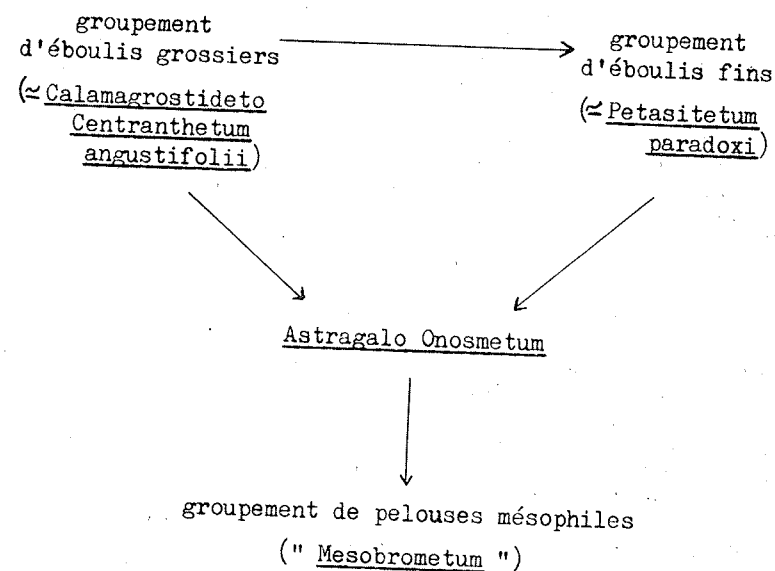 groupement
d'éboulis grossiers
(≃ Calamagrostideto
Centranthetum
angustifolii)
groupement
d'éboulis fins
(≃ Petasitetum
paradoxi)
Astragalo Onosmetum
groupement de pelouses mésophiles
(" Mesobrometum ")